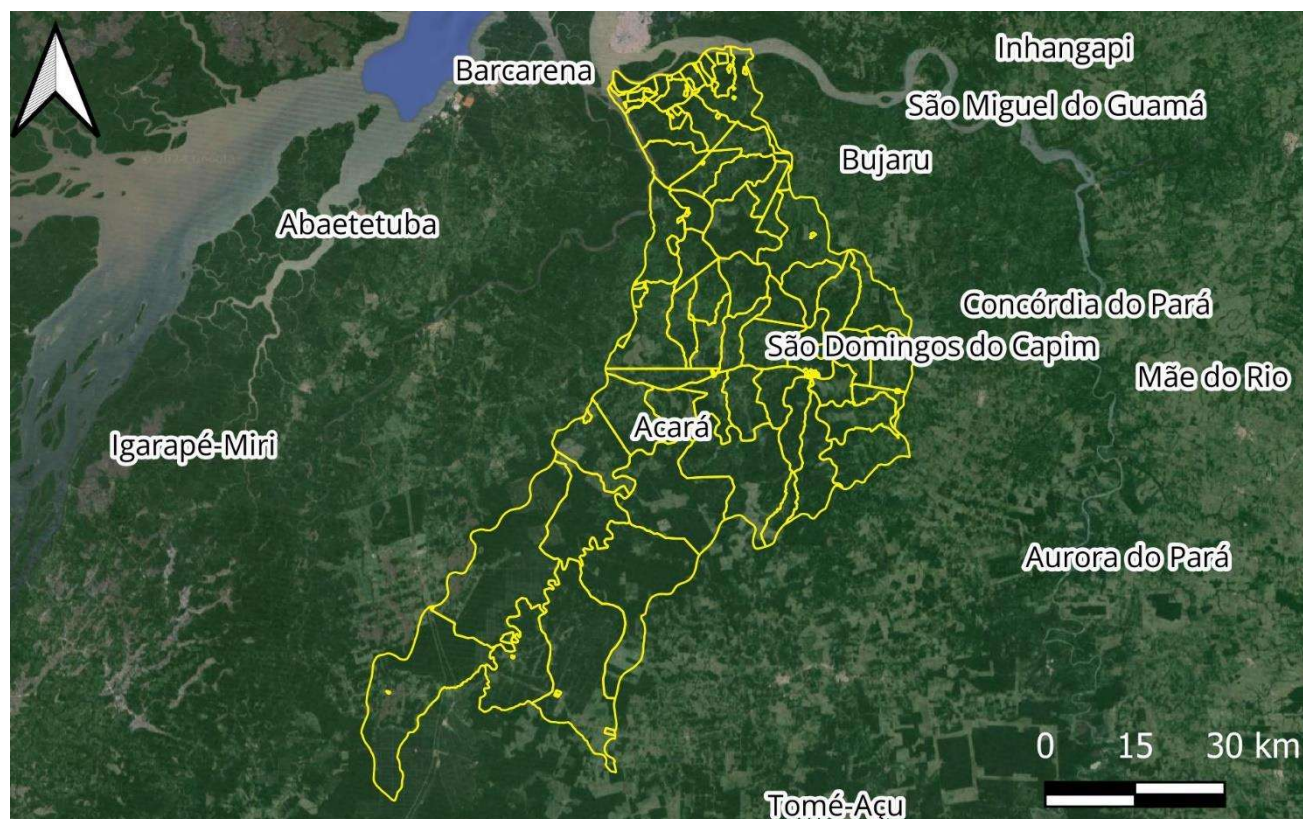 Inhangapi
Barcarena
São Miguel do Guamá
Bujaru
Abaetetuba
Concórdia do Pará
São Domingos do Capim
Mãe do Rio
Acará
Igarapé-Miri
Aurora do Pará
0 15 30 km
Tomé-Açu